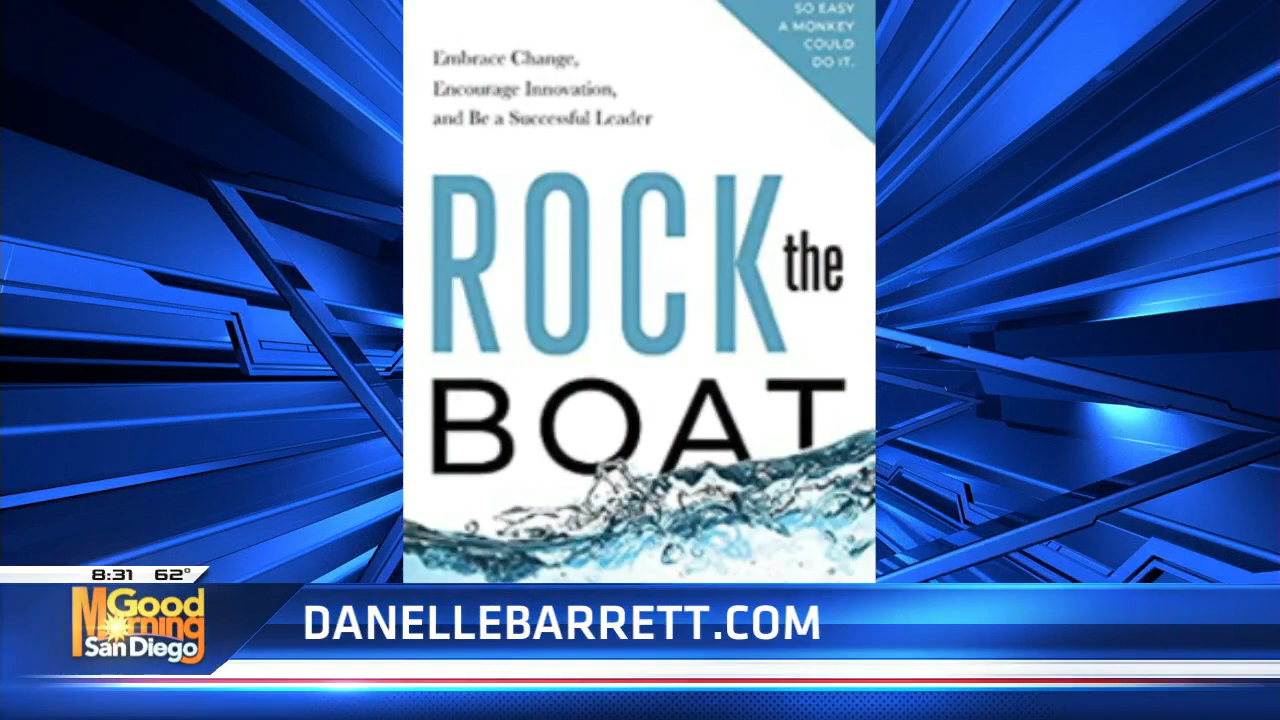 SO EASY
A MONKEY
COULD
DO IT.
Embrace Change,
Encourage Innovation,
and Be a Successful Leader
ROCK the
BOAT
8:31 62°
Good
Morning
San Diego
DANELLEBARRETT.COM